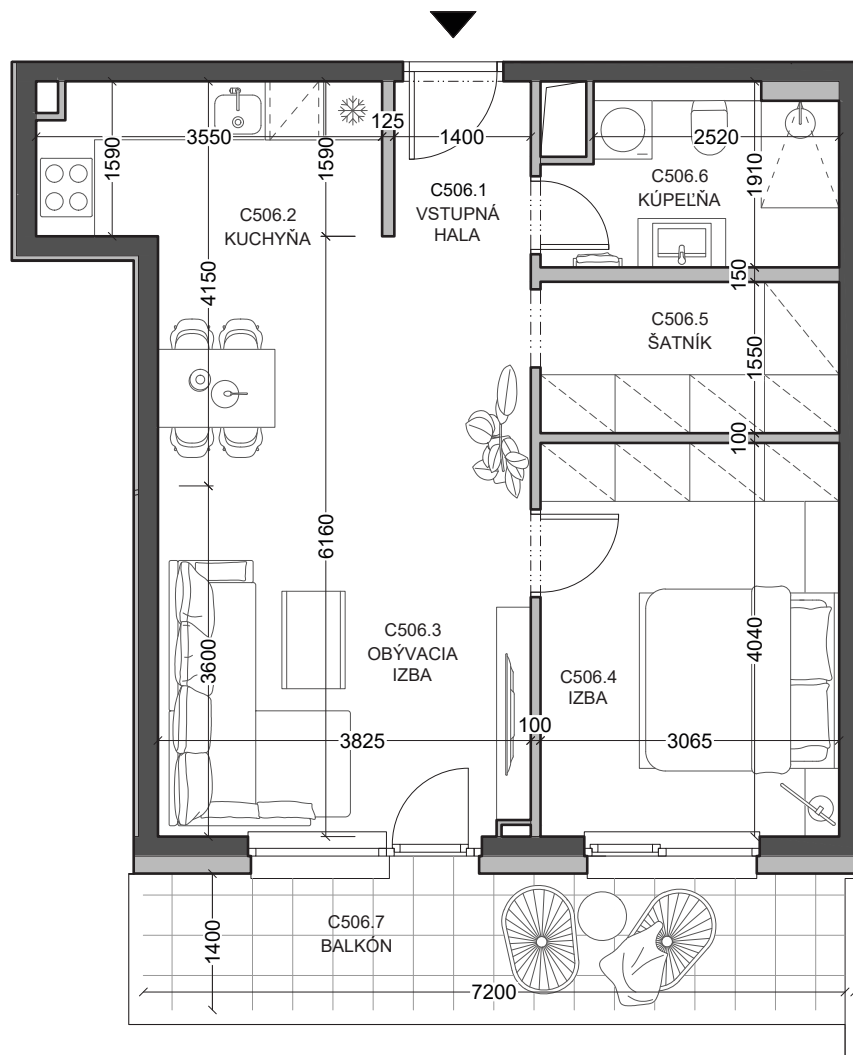 3550
125
1400
2520
1590
1590
1910
C506.1
VSTUPNÁ
HALA
C506.2
KUCHYŇA
C506.6
KÚPEĽŇA
4150
150
C506.5
ŠATNÍK
1550
100
6160
3600
C506.3
OBÝVACIA
IZBA
C506.4
IZBA
4040
3825
100
3065
C506.7
BALKÓN
1400
7200